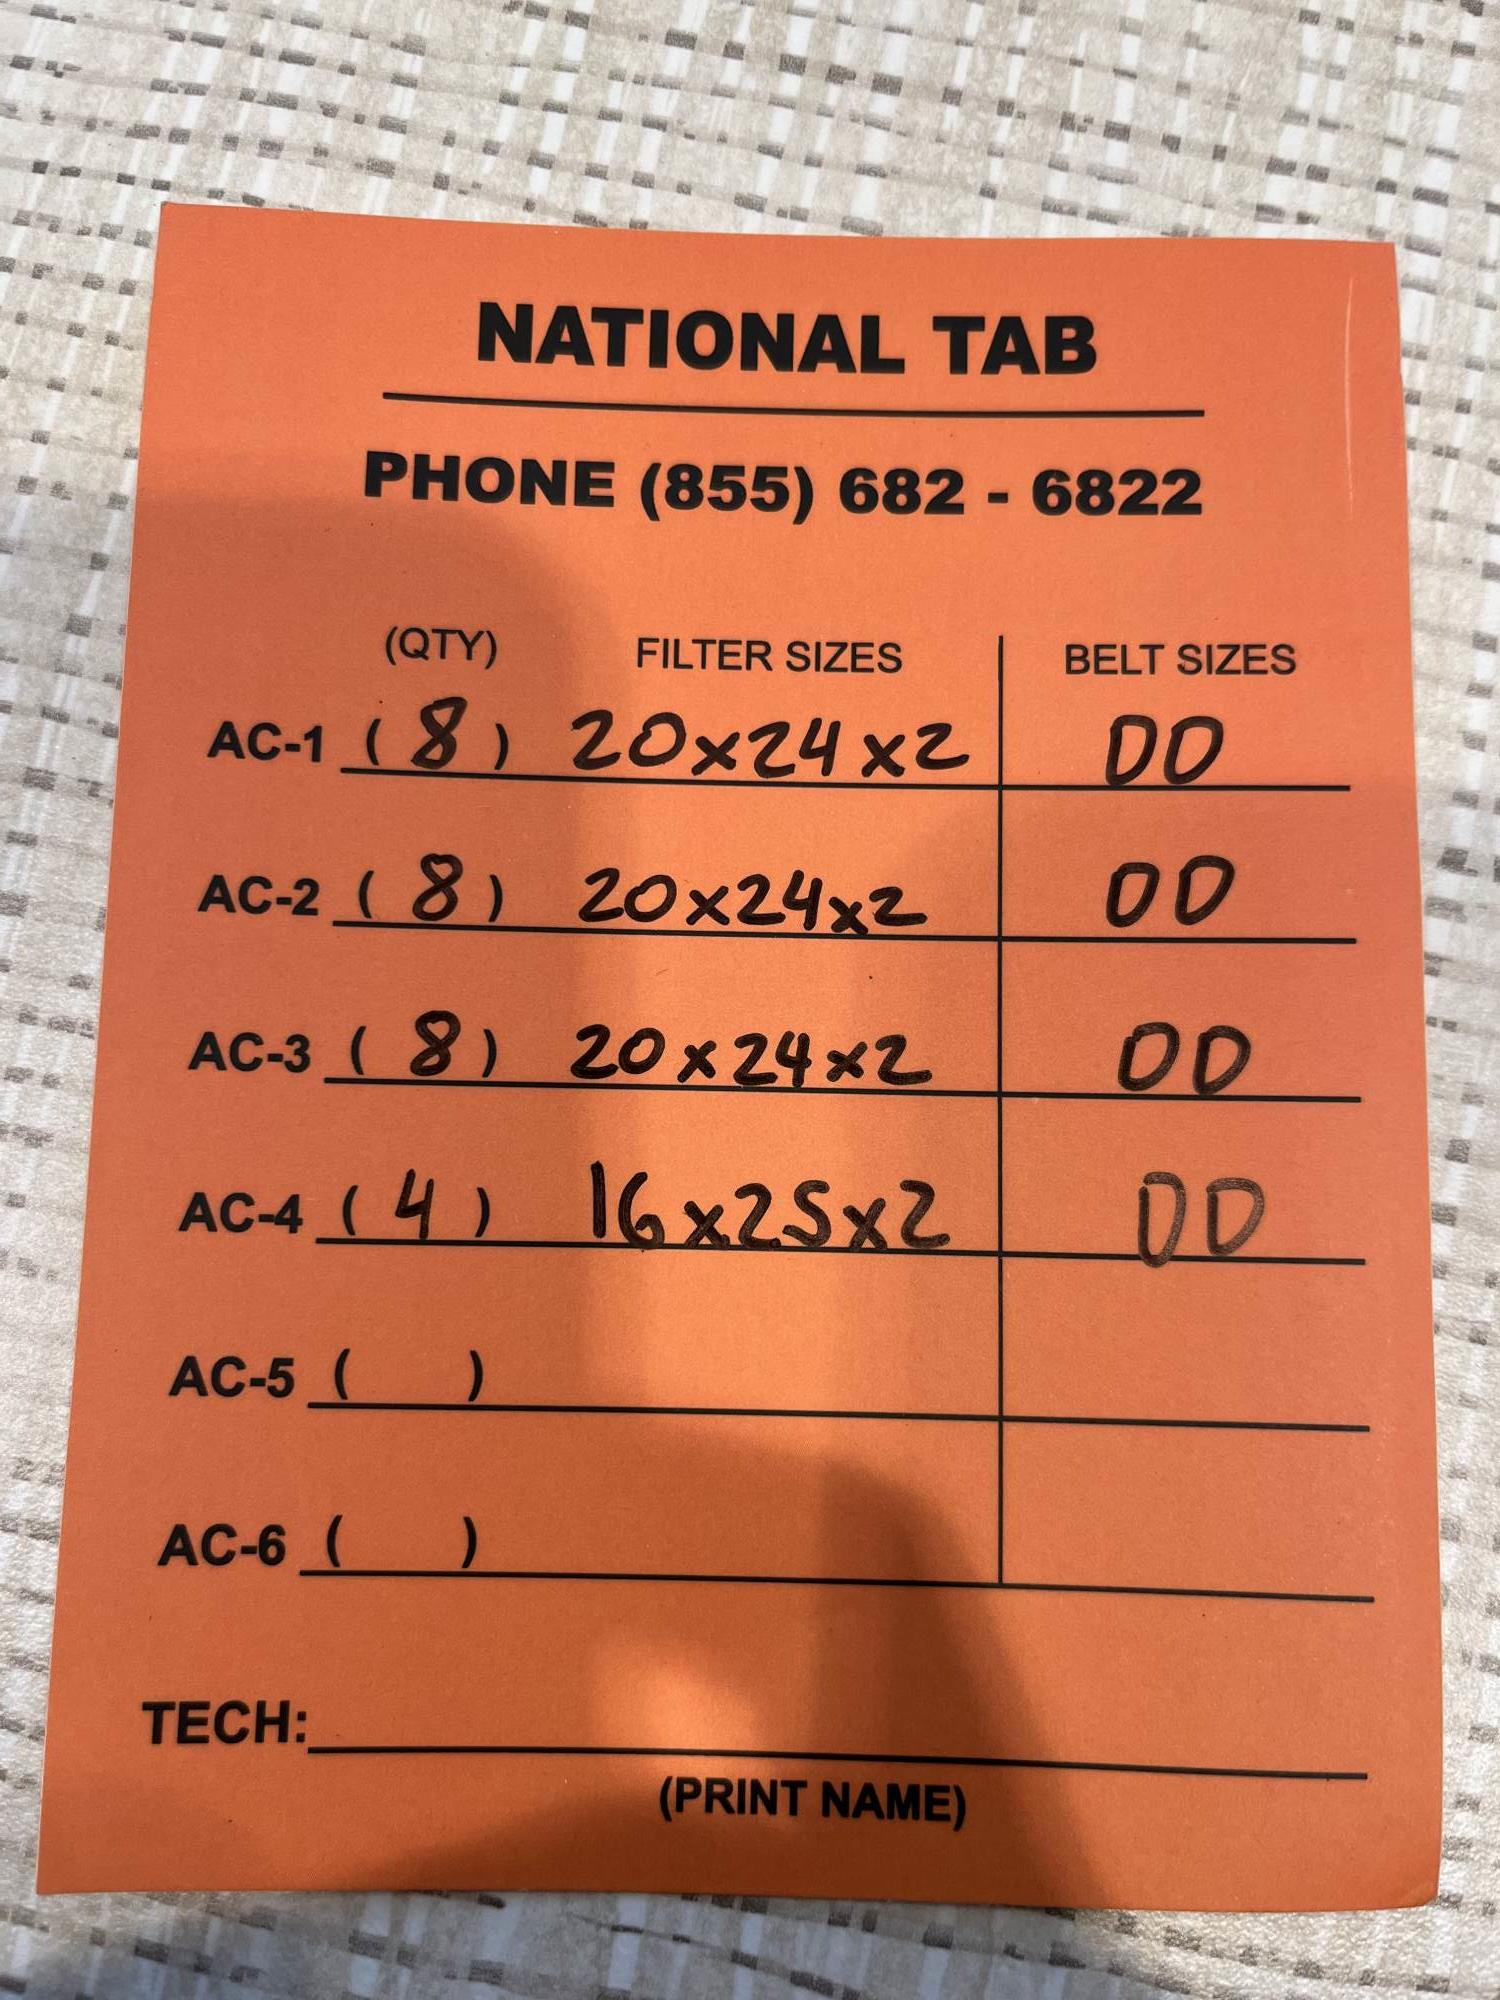 NATIONAL TAB
PHONE (855) 682 - 6822
(QTY) FILTER SIZES BELT SIZES
AC-1 ( 8 ) 20x24x2 DD
AC-2 ( 8 ) 20x24x2 DD
AC-3 ( 8 ) 20x24x2 DD
AC-4 ( 4 ) 16x25x2 DD
AC-5 ( )
AC-6 ( )
TECH:
(PRINT NAME)